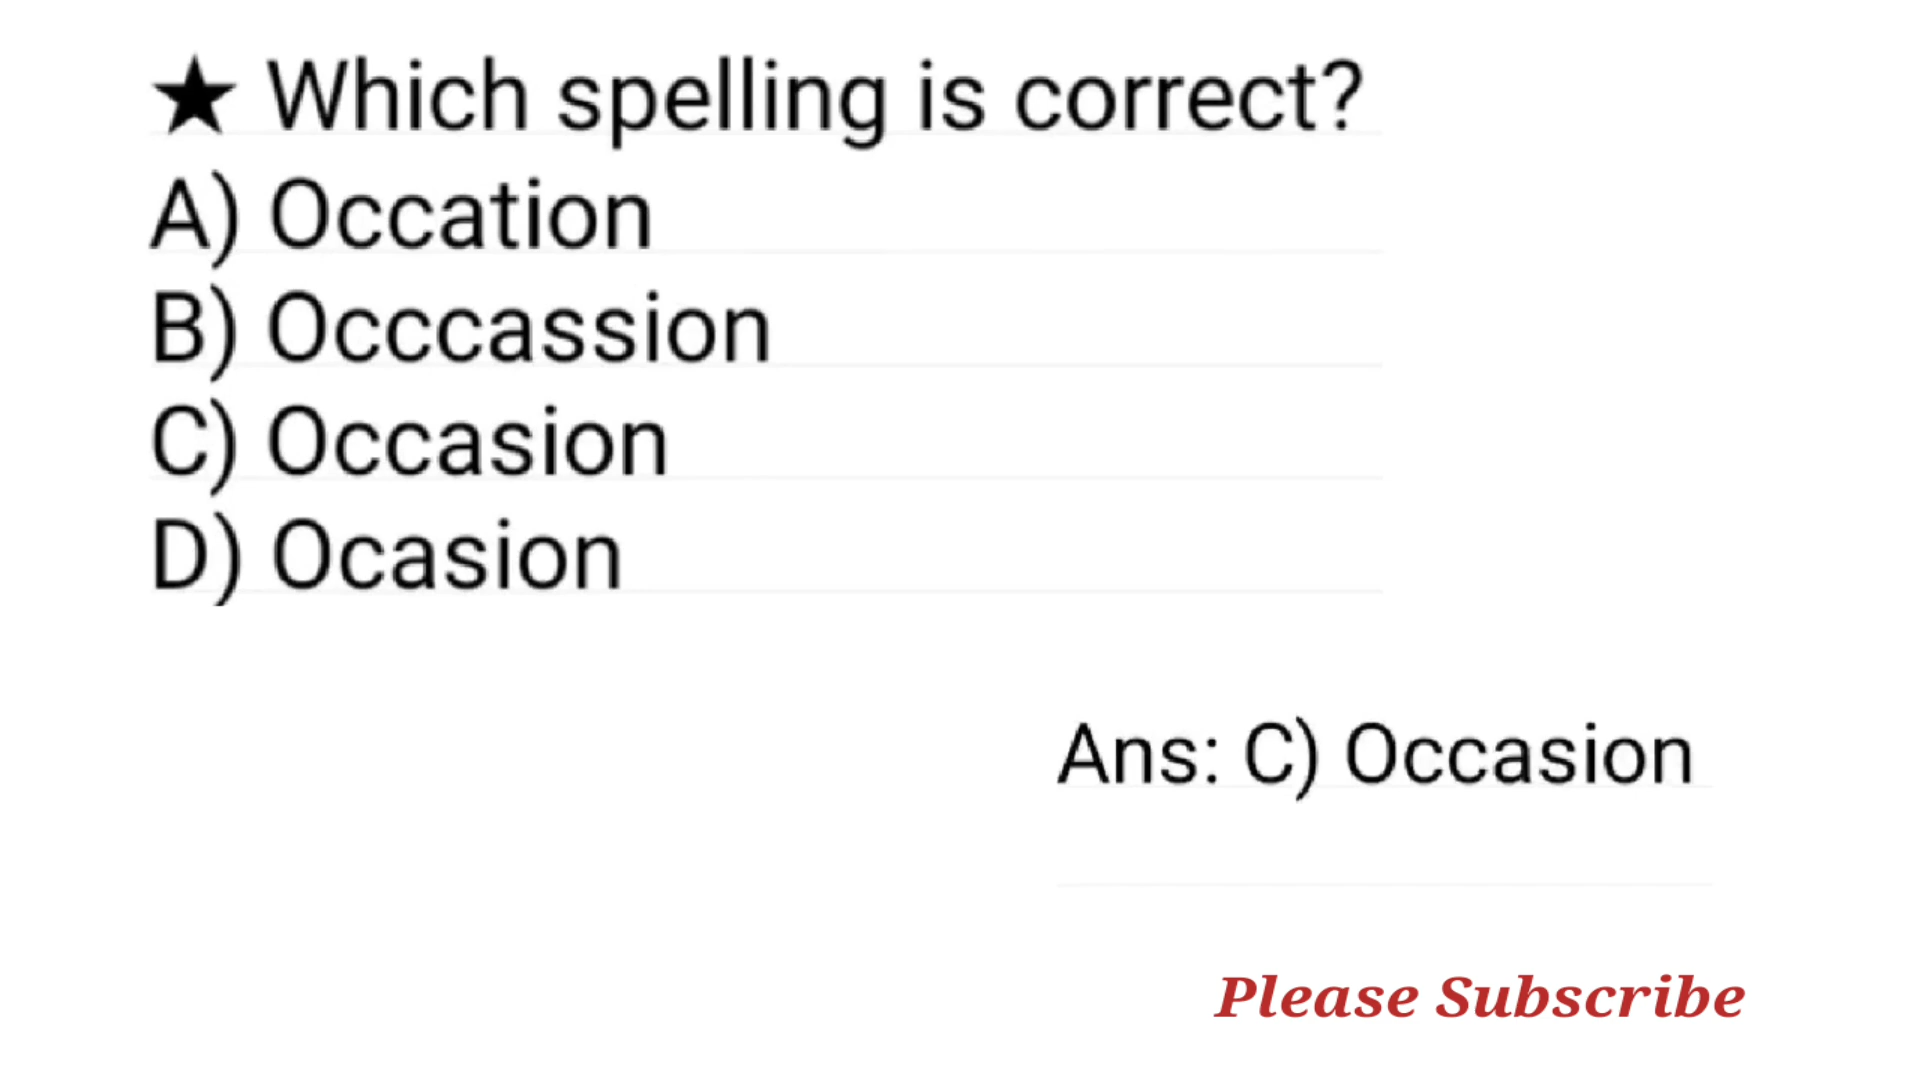 ★ Which spelling is correct?
A) Occation
B) Occcassion
C) Occasion
D) Ocasion
Ans: C) Occasion
Please Subscribe